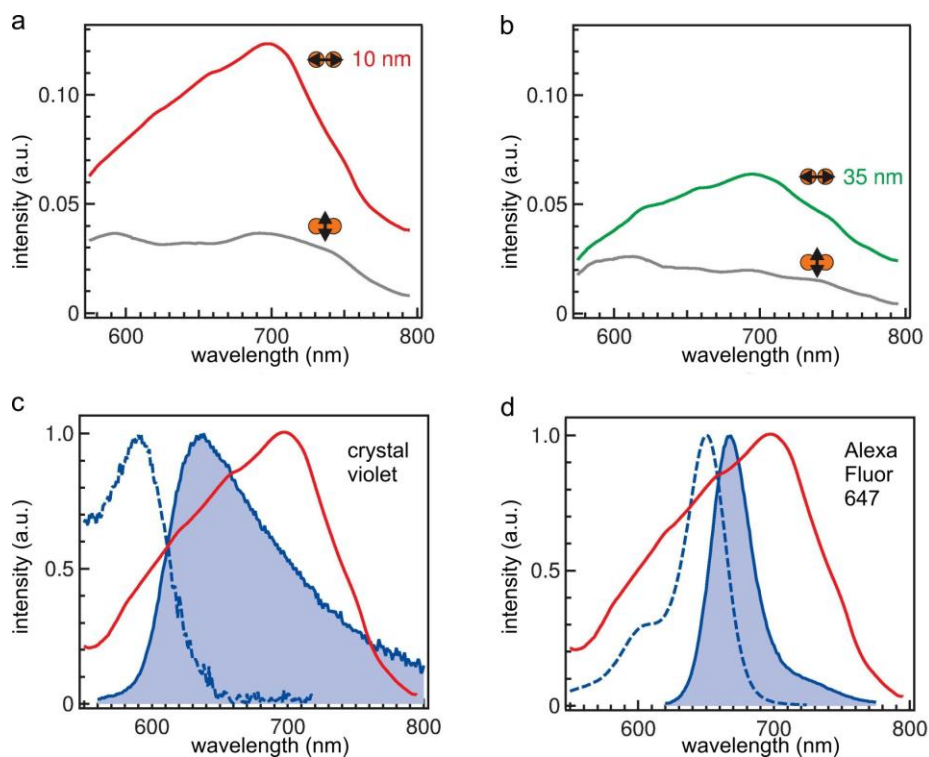 a
10 nm
0.10
0.05
0
intensity (a.u.)
600
700
800
wavelength (nm)
b
35 nm
0.10
0.05
0
intensity (a.u.)
600
700
800
wavelength (nm)
c
crystal
violet
1.0
0.5
0
intensity (a.u.)
600
700
800
wavelength (nm)
d
Alexa
Fluor
647
1.0
0.5
0
intensity (a.u.)
600
700
800
wavelength (nm)